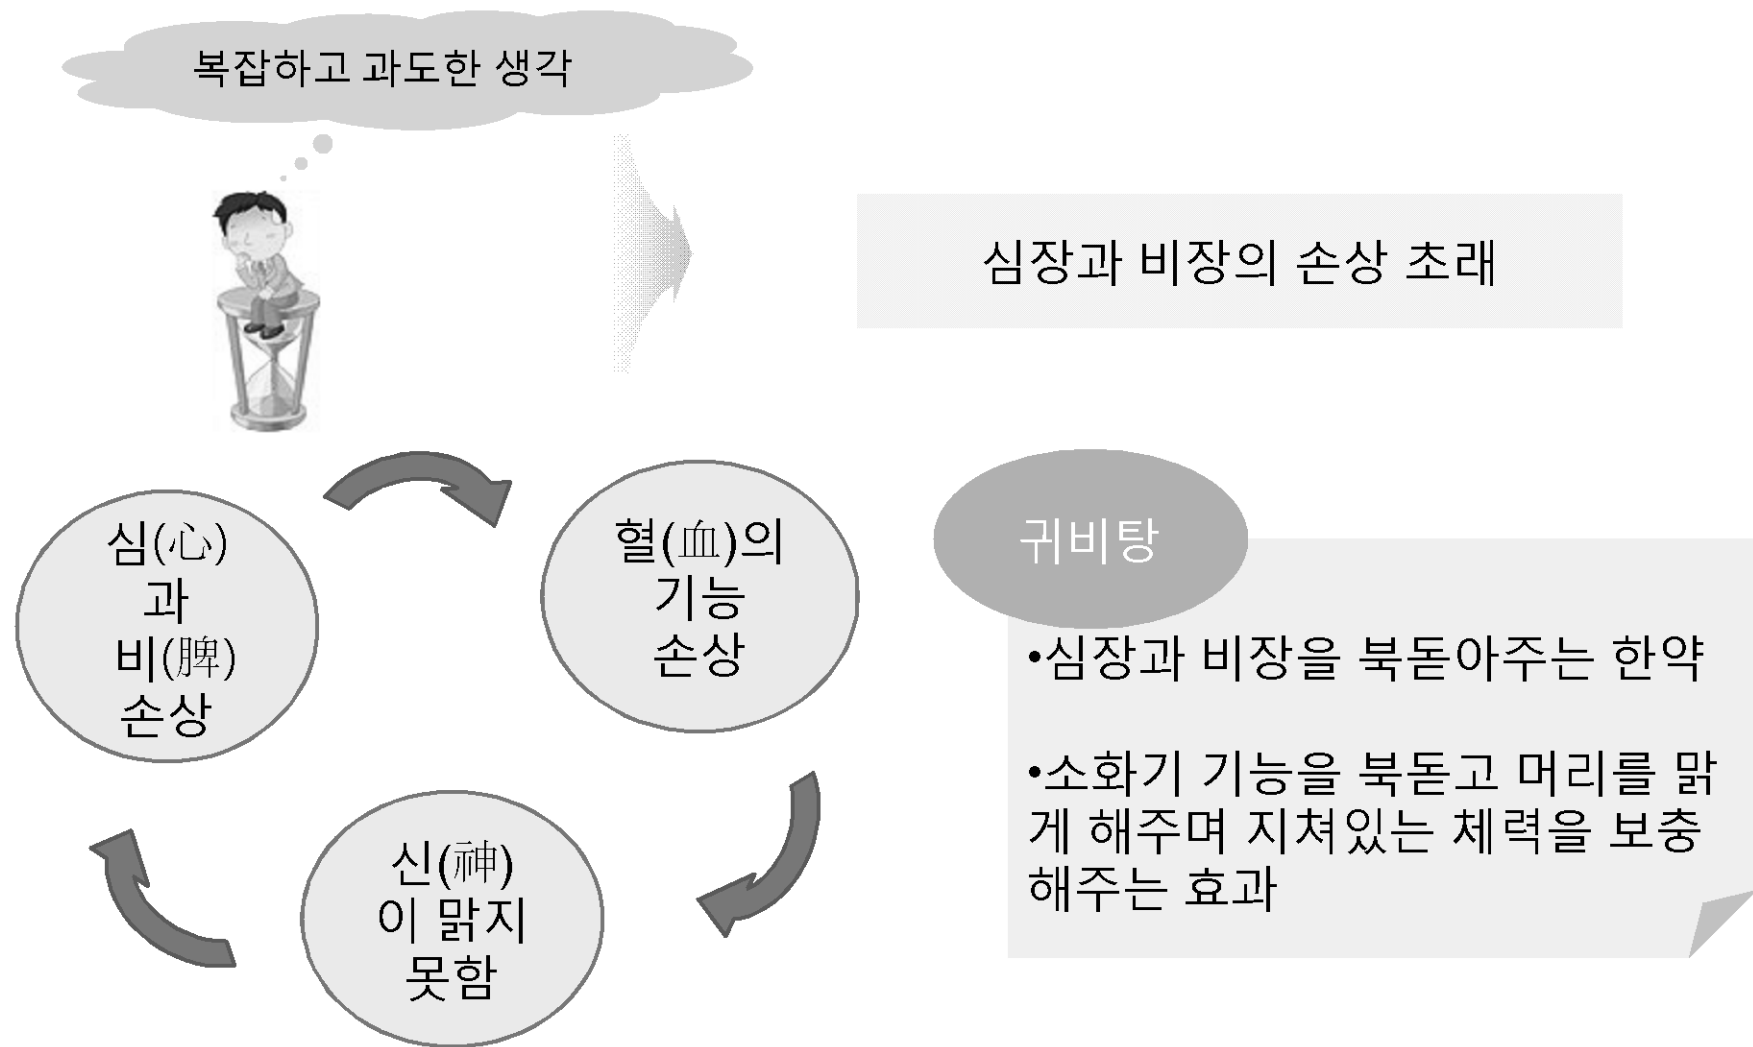 복잡하고 과도한 생각
심장과 비장의 손상 초래
심(心)
과
비(脾)
손상
혈(血)의
기능
손상
신(神)
이 맑지
못함
귀비탕
•심장과 비장을 북돋아주는 한약
•소화기 기능을 북돋고 머리를 맑
게 해주며 지쳐있는 체력을 보충
해주는 효과